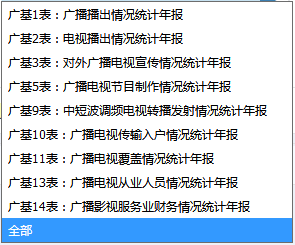 广基1表：广播播出情况统计年报
广基2表：电视播出情况统计年报
广基3表：对外广播电视宣传情况统计年报
广基5表：广播电视节目制作情况统计年报
广基9表：中短波调频电视转播发射情况统计年报
广基10表：广播电视传输入户情况统计年报
广基11表：广播电视覆盖情况统计年报
广基13表：广播电视从业人员情况统计年报
广基14表：广播影视服务业财务情况统计年报
全部